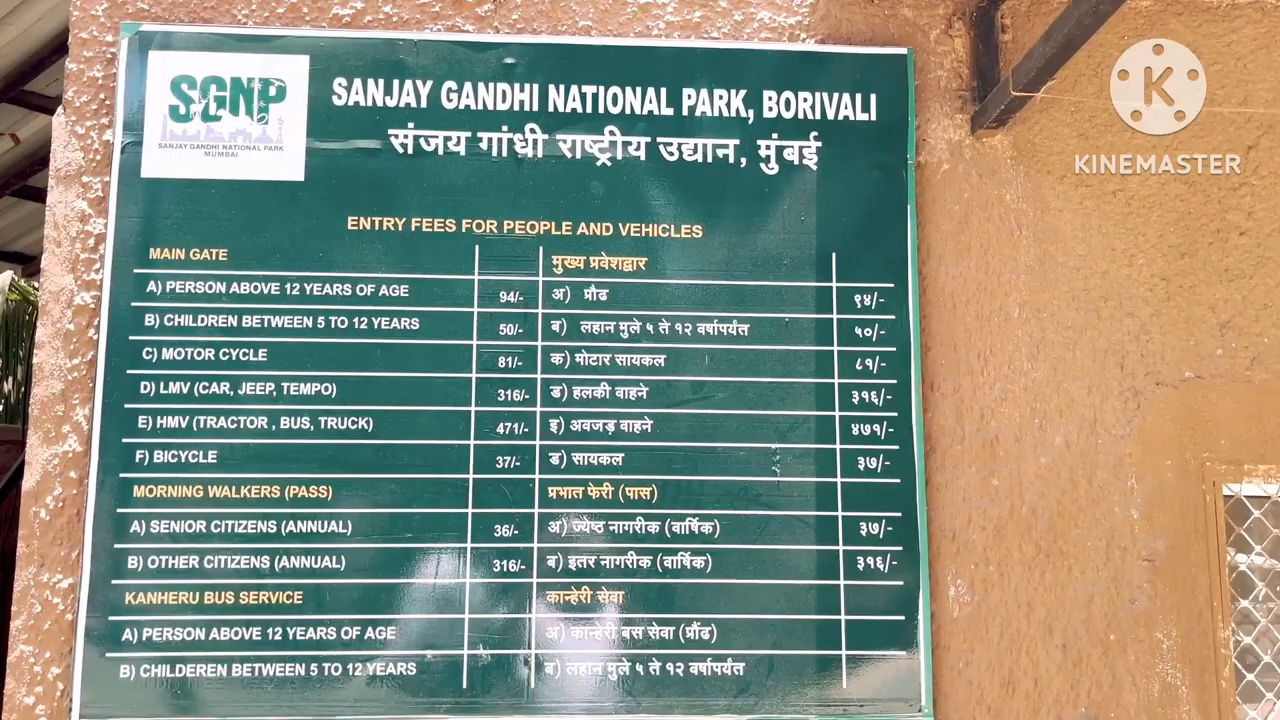 SGNP
SANJAY GANDHI NATIONAL PARK
MUMBAI
SANJAY GANDHI NATIONAL PARK, BORIVALI
संजय गांधी राष्ट्रीय उद्यान, मुंबई
ENTRY FEES FOR PEOPLE AND VEHICLES
MAIN GATE मुख्य प्रवेशद्वार
A) PERSON ABOVE 12 YEARS OF AGE 94/- अ) प्रौढ ९४/-
B) CHILDREN BETWEEN 5 TO 12 YEARS 50/- ब) लहान मुले ५ ते १२ वर्षापर्यंत ५०/-
C) MOTOR CYCLE 81/- क) मोटार सायकल ८१/-
D) LMV (CAR, JEEP, TEMPO) 316/- ड) हलकी वाहने ३१६/-
E) HMV (TRACTOR , BUS, TRUCK) 471/- इ) अवजड वाहने ४७१/-
F) BICYCLE 37/- ड) सायकल ३७/-
MORNING WALKERS (PASS) प्रभात फेरी (पास)
A) SENIOR CITIZENS (ANNUAL) 36/- अ) ज्येष्ठ नागरीक (वार्षिक) ३७/-
B) OTHER CITIZENS (ANNUAL) 316/- ब) इतर नागरीक (वार्षिक) ३१६/-
KANHERU BUS SERVICE कान्हेरी सेवा
A) PERSON ABOVE 12 YEARS OF AGE अ) कान्हेरी बस सेवा (प्रौंढ)
B) CHILDEREN BETWEEN 5 TO 12 YEARS ब) लहान मुले ५ ते १२ वर्षापर्यंत
K
KINEMASTER